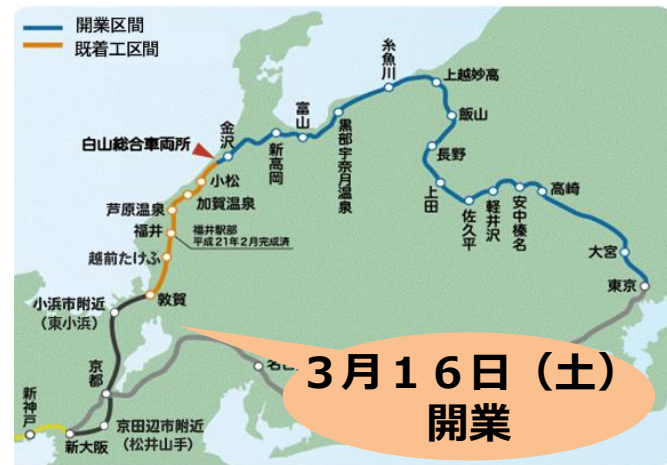 開業区間
既着工区間
糸魚川
上越妙高
飯山
長野
上田
佐久平
軽井沢
安中榛名
高崎
大宮
東京
黒部宇奈月温泉
富山
新高岡
金沢
白山総合車両所
小松
加賀温泉
芦原温泉
福井
福井駅部
平成21年2月完成済
越前たけふ
敦賀
小浜市附近
(東小浜)
京都
新神戸
新大阪
京田辺市附近
(松井山手)
名
3月16日(土)
開業